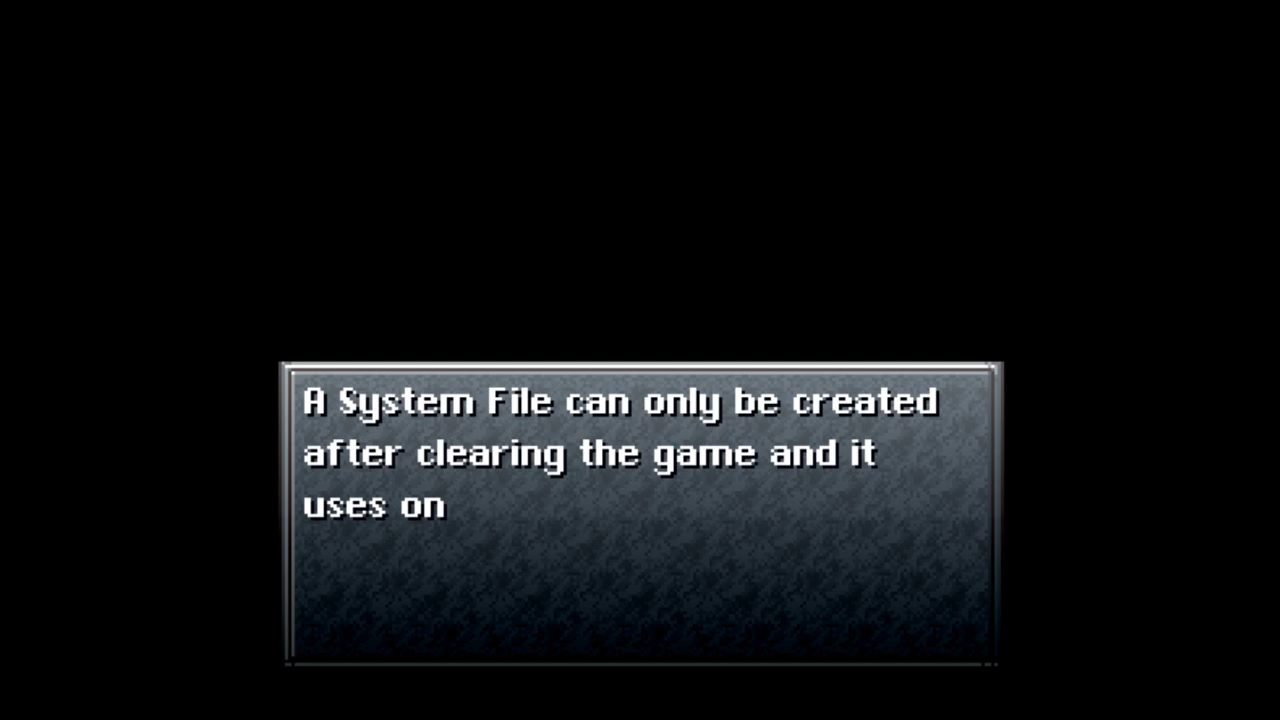 A System File can only be created
after clearing the game and it
uses on